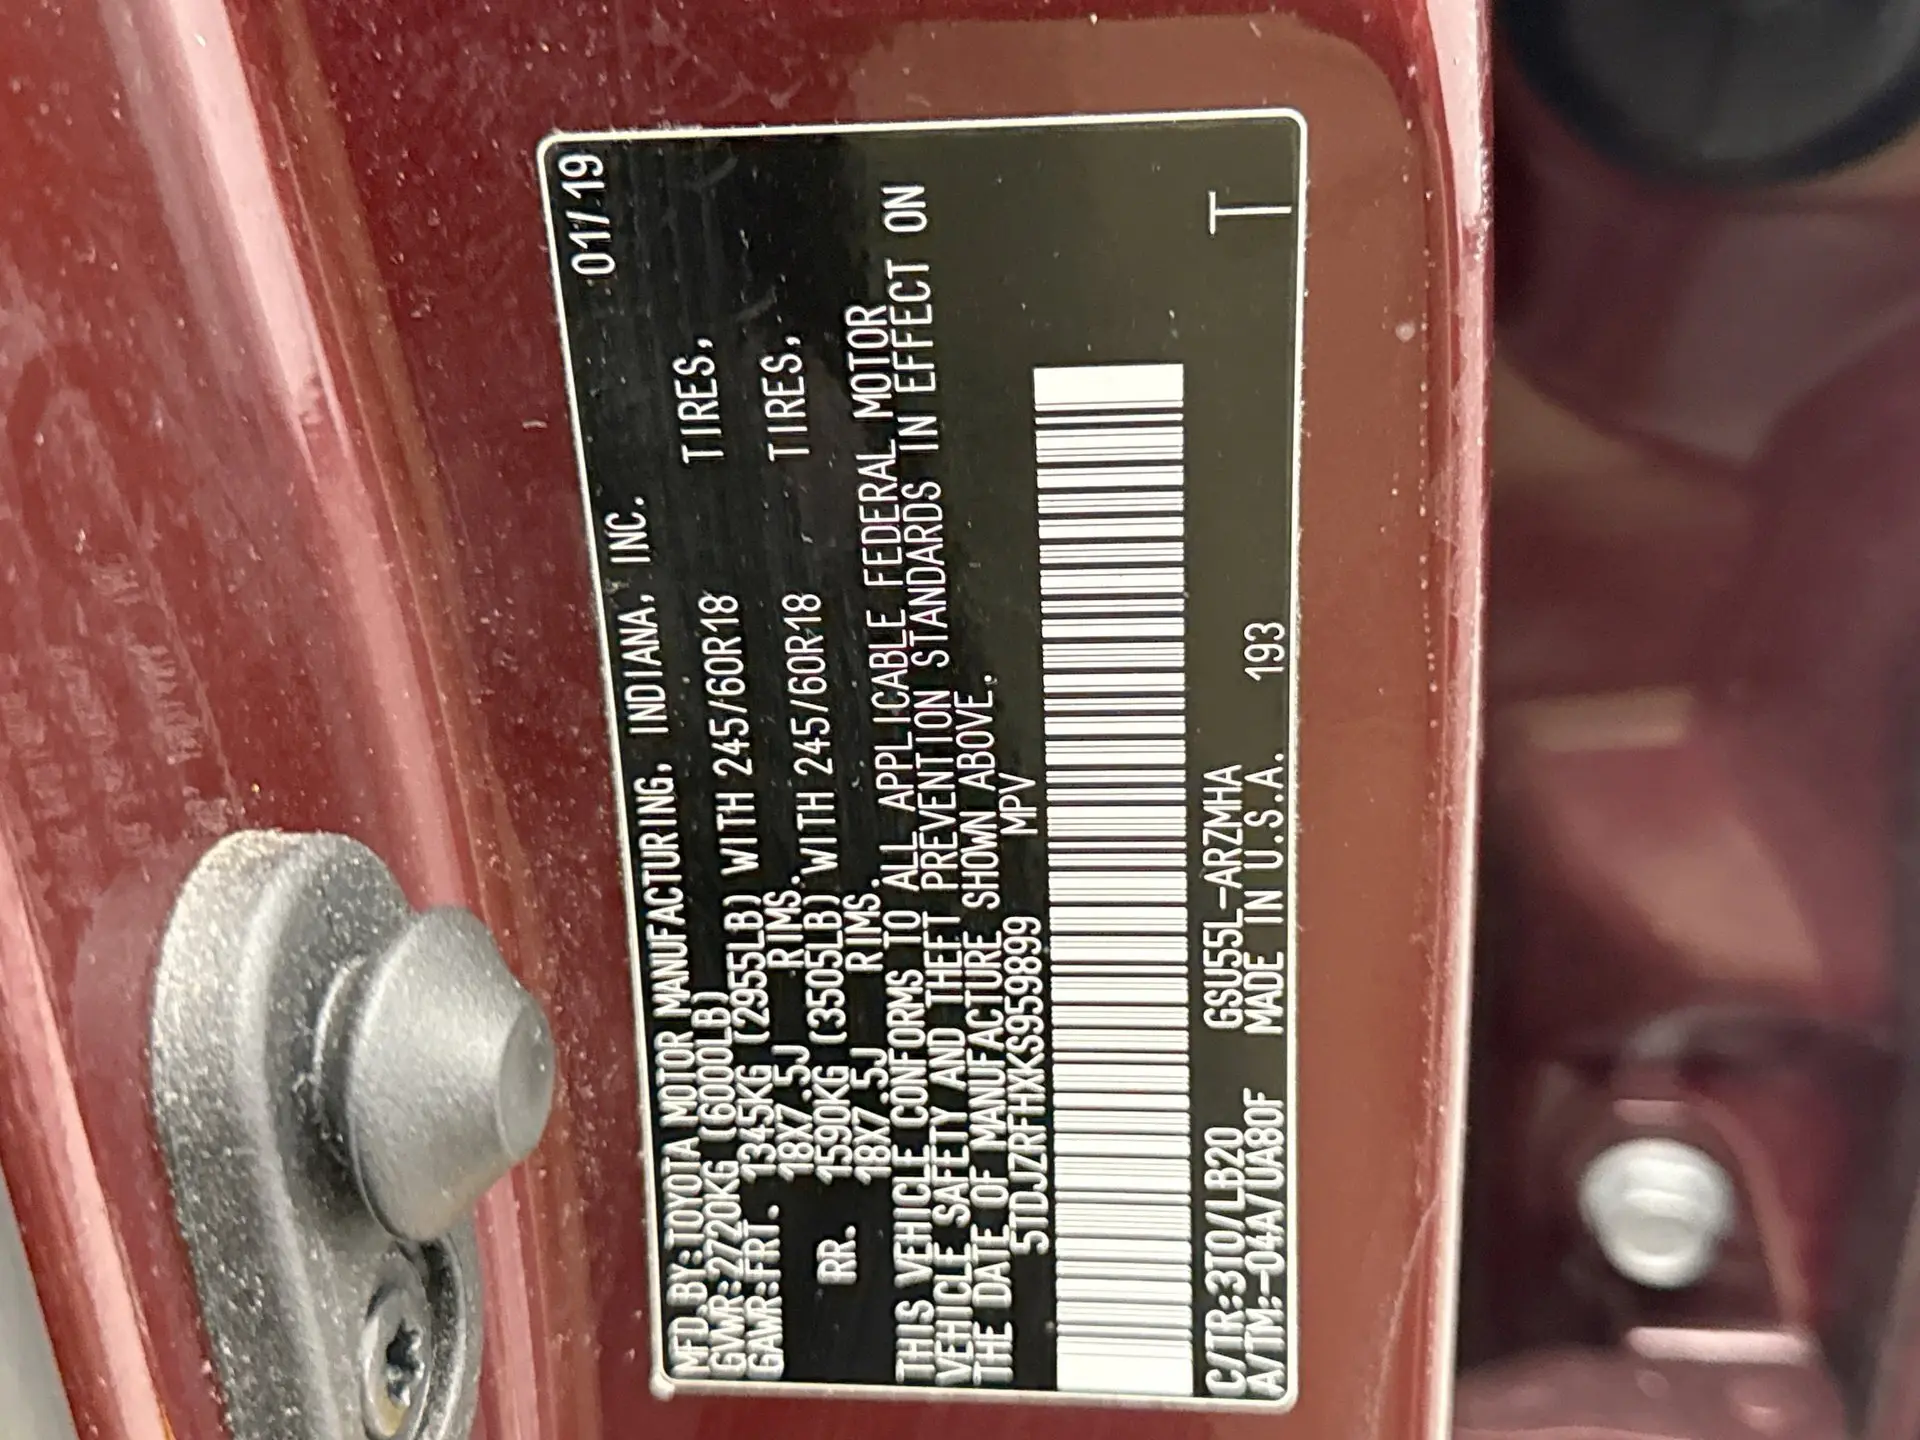 MFD.BY:TOYOTA MOTOR MANUFACTURING, INDIANA, INC. 01/19
GVWR:2720KG (6000LB)
GAWR:FRT. 1345KG (2955LB) WITH 245/60R18 TIRES,
18X7.5J RIMS.
RR. 1590KG (3505LB) WITH 245/60R18 TIRES,
18X7.5J RIMS.
THIS VEHICLE CONFORMS TO ALL APPLICABLE FEDERAL MOTOR
VEHICLE SAFETY AND THEFT PREVENTION STANDARDS IN EFFECT ON
THE DATE OF MANUFACTURE SHOWN ABOVE.
5TDJZRFHXKS959899 MPV
C/TR:3T0/LB20 GSU55L-ARZMHA
A/TM:-04A/UA80F MADE IN U.S.A. 193
T